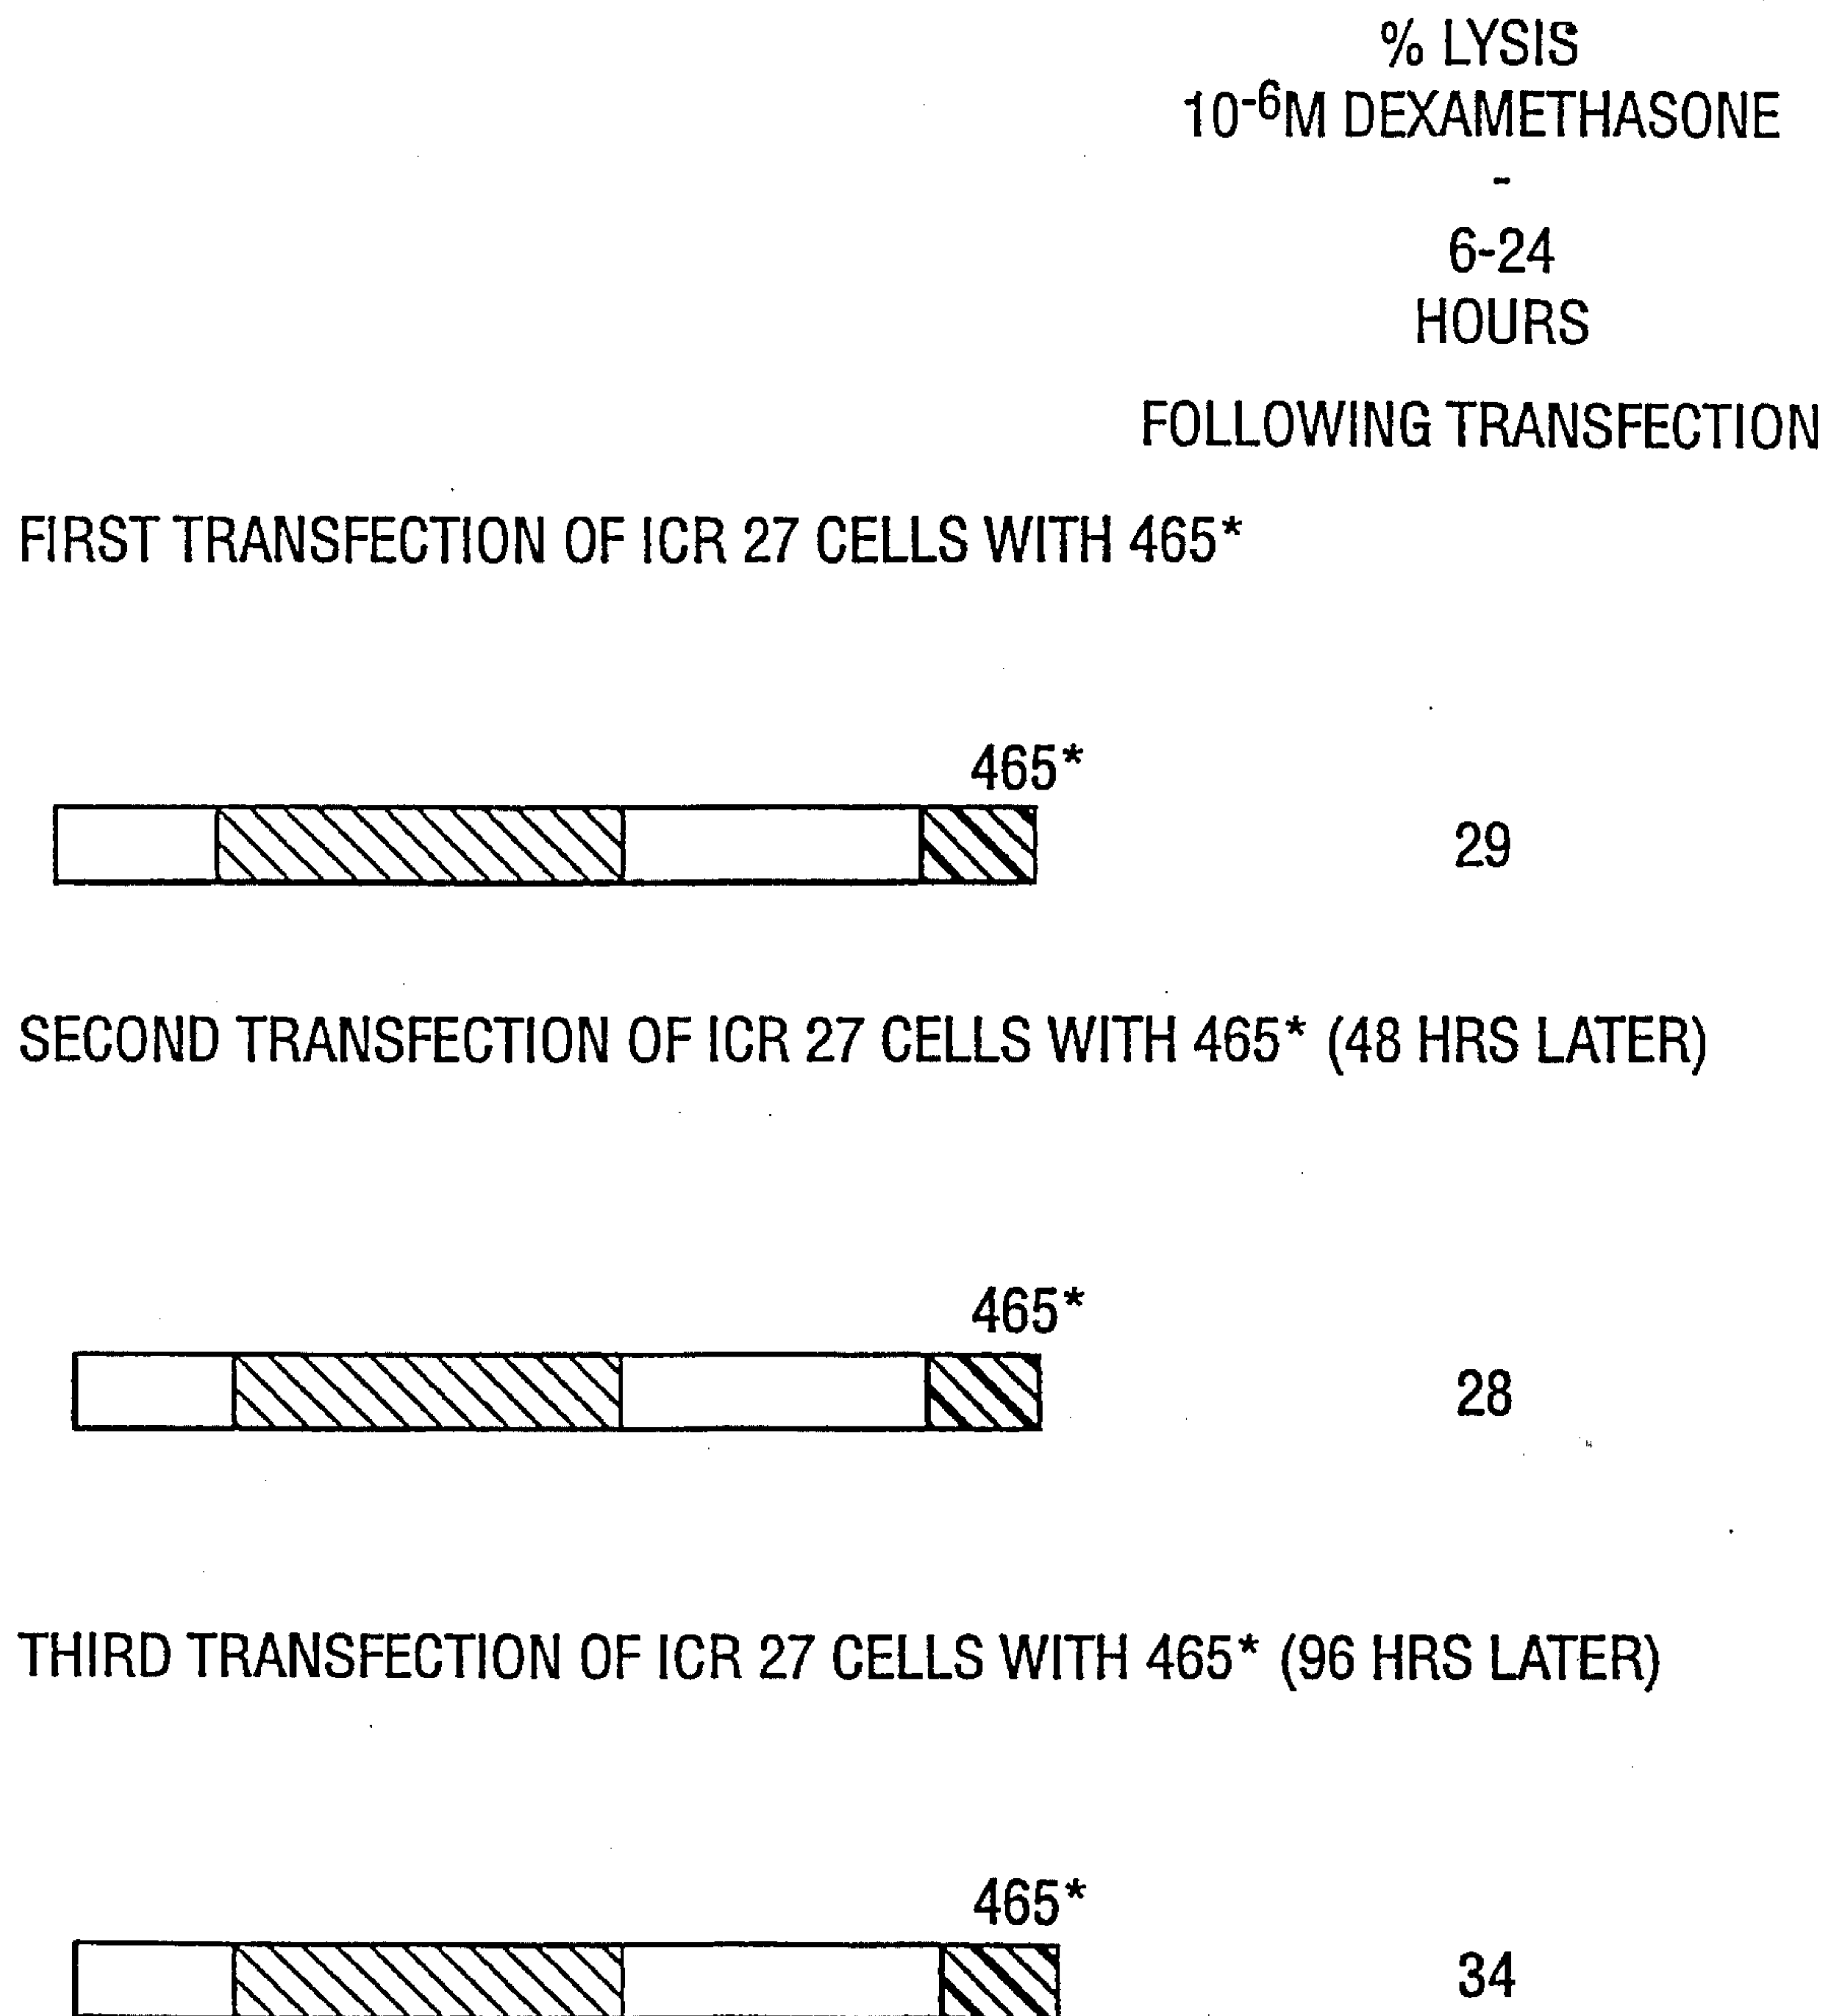 % LYSIS
10-6M DEXAMETHASONE
-
6-24
HOURS
FOLLOWING TRANSFECTION
FIRST TRANSFECTION OF ICR 27 CELLS WITH 465*
465*
29
SECOND TRANSFECTION OF ICR 27 CELLS WITH 465* (48 HRS LATER)
465*
28
THIRD TRANSFECTION OF ICR 27 CELLS WITH 465* (96 HRS LATER)
465*
34